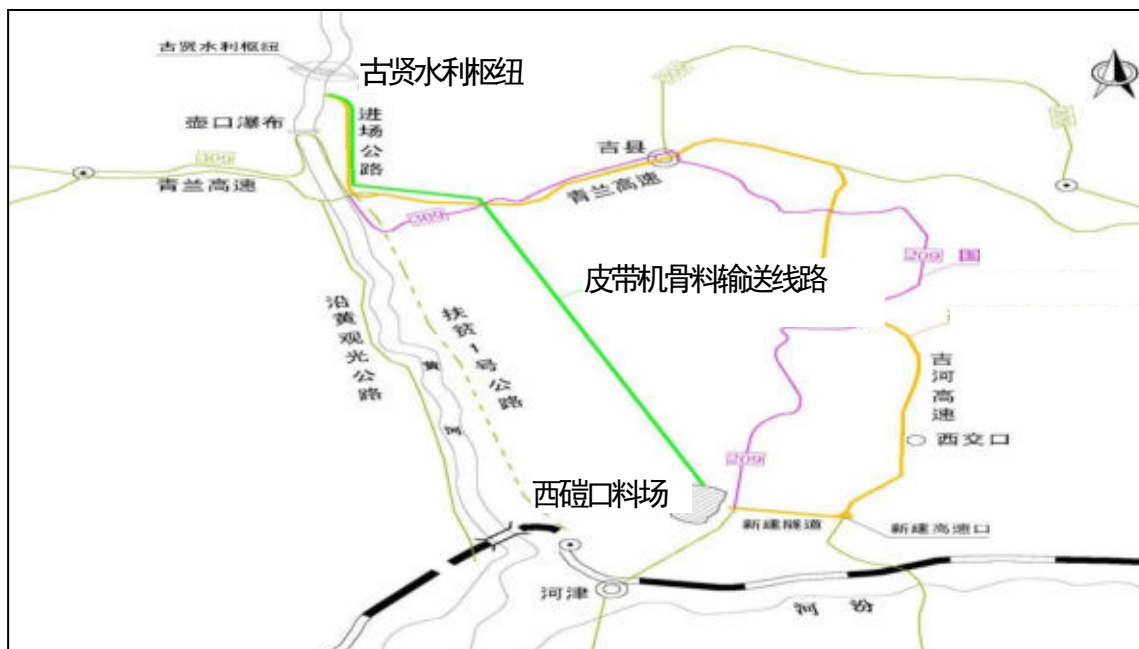 古贤水利枢纽
古贤水利枢纽
进场公路
壶口瀑布
309
青兰高速
吉县
青兰高速
309
209 国
皮带机骨料输送线路
沿黄观光公路
扶贫1号公路
黄河
吉河高速
西交口
209
西磑口料场
新建隧道
新建高速口
河津
河汾